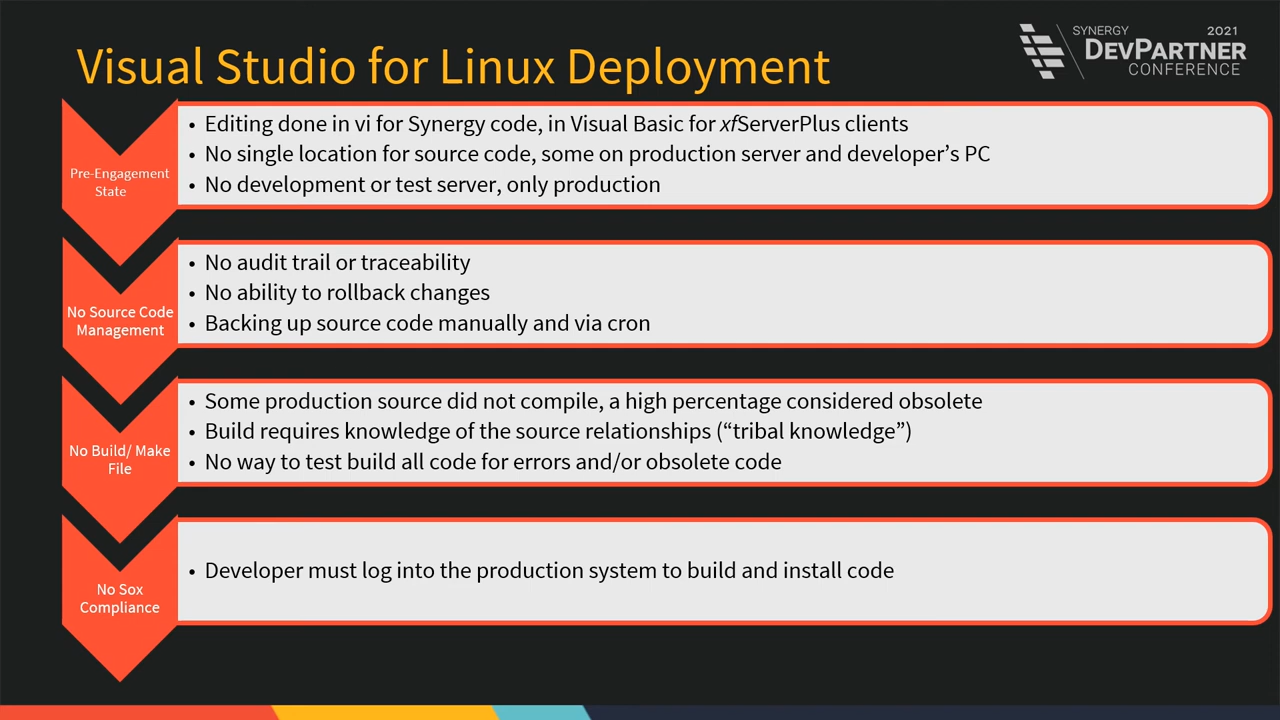 Visual Studio for Linux Deployment
SYNERGY 2021
DEVPARTNER
CONFERENCE
Pre-Engagement
State
• Editing done in vi for Synergy code, in Visual Basic for xfServerPlus clients
• No single location for source code, some on production server and developer’s PC
• No development or test server, only production
No Source Code
Management
• No audit trail or traceability
• No ability to rollback changes
• Backing up source code manually and via cron
No Build/ Make
File
• Some production source did not compile, a high percentage considered obsolete
• Build requires knowledge of the source relationships (“tribal knowledge”)
• No way to test build all code for errors and/or obsolete code
No Sox
Compliance
• Developer must log into the production system to build and install code